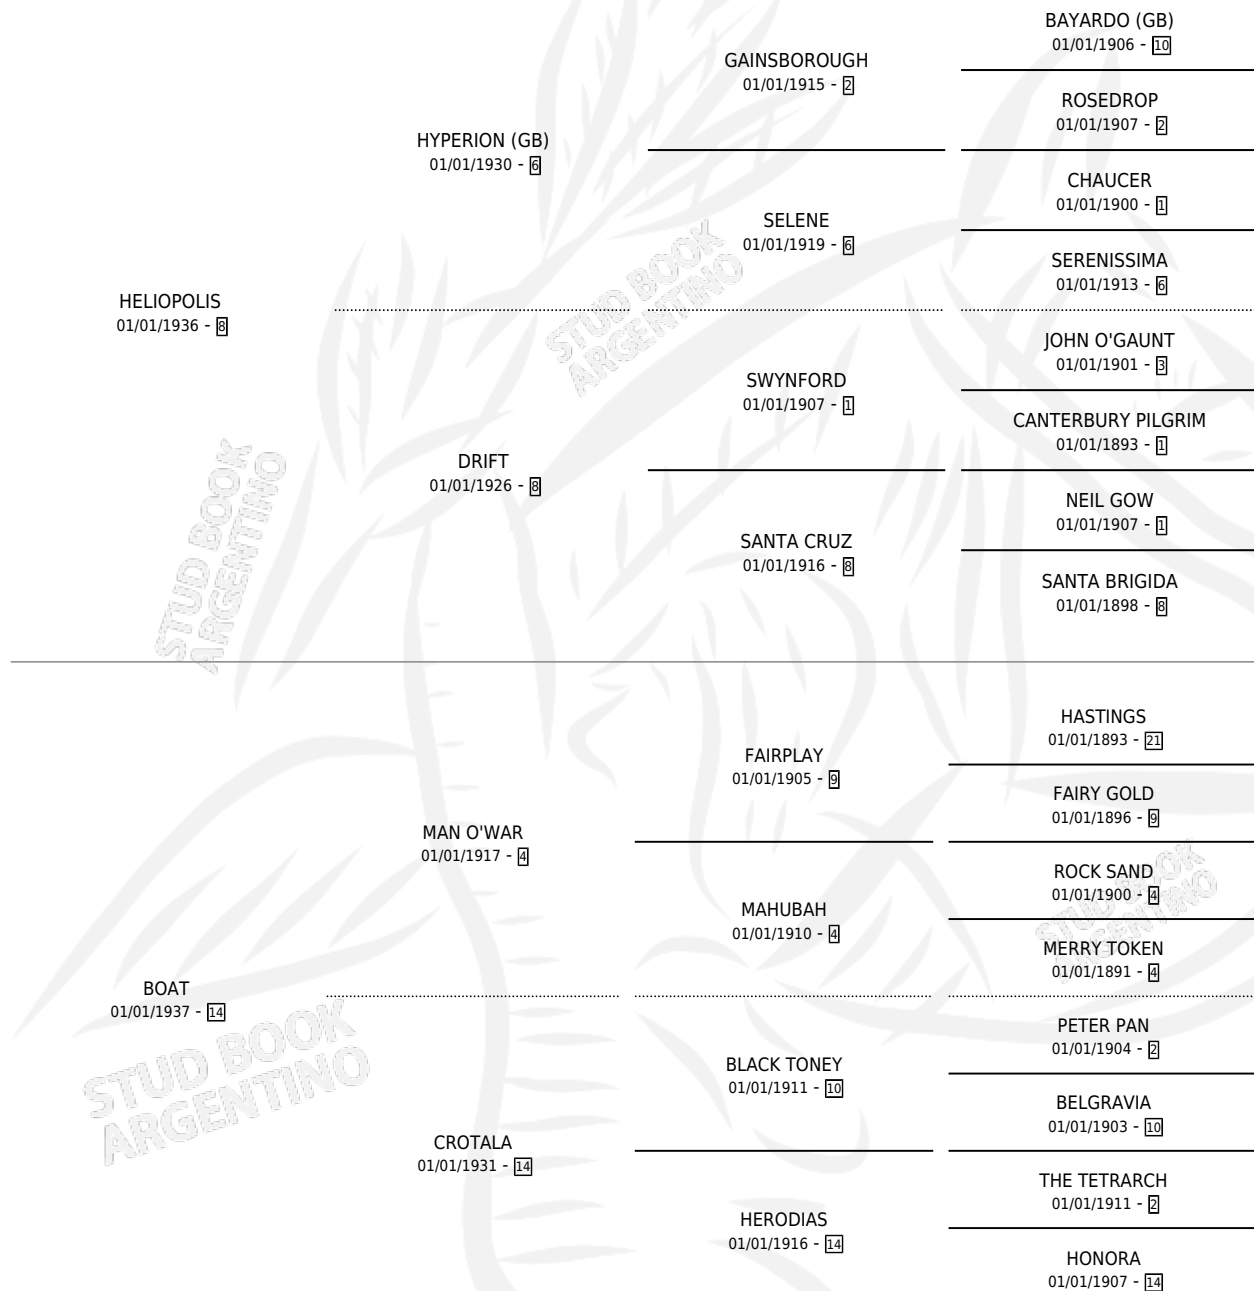 BAYARDO (GB)
01/01/1906 - 10
GAINSBOROUGH
01/01/1915 - 2
ROSEDROP
01/01/1907 - 2
HYPERION (GB)
01/01/1930 - 6
CHAUCER
01/01/1900 - 1
SELENE
01/01/1919 - 6
SERENISSIMA
01/01/1913 - 6
HELIOPOLIS
01/01/1936 - 8
JOHN O'GAUNT
01/01/1901 - 3
SWYNFORD
01/01/1907 - 1
CANTERBURY PILGRIM
01/01/1893 - 1
DRIFT
01/01/1926 - 8
NEIL GOW
01/01/1907 - 1
SANTA CRUZ
01/01/1916 - 8
SANTA BRIGIDA
01/01/1898 - 8
HASTINGS
01/01/1893 - 21
FAIRPLAY
01/01/1905 - 9
FAIRY GOLD
01/01/1896 - 9
MAN O'WAR
01/01/1917 - 4
ROCK SAND
01/01/1900 - 4
MAHUBAH
01/01/1910 - 4
MERRY TOKEN
01/01/1891 - 4
BOAT
01/01/1937 - 14
PETER PAN
01/01/1904 - 2
BLACK TONEY
01/01/1911 - 10
BELGRAVIA
01/01/1903 - 10
CROTALA
01/01/1931 - 14
THE TETRARCH
01/01/1911 - 2
HERODIAS
01/01/1916 - 14
HONORA
01/01/1907 - 14
STUD BOOK
ARGENTINO
STUD BOOK
ARGENTINO
STUD BOOK
ARGENTINO
STUD BOOK
ARGENTINO